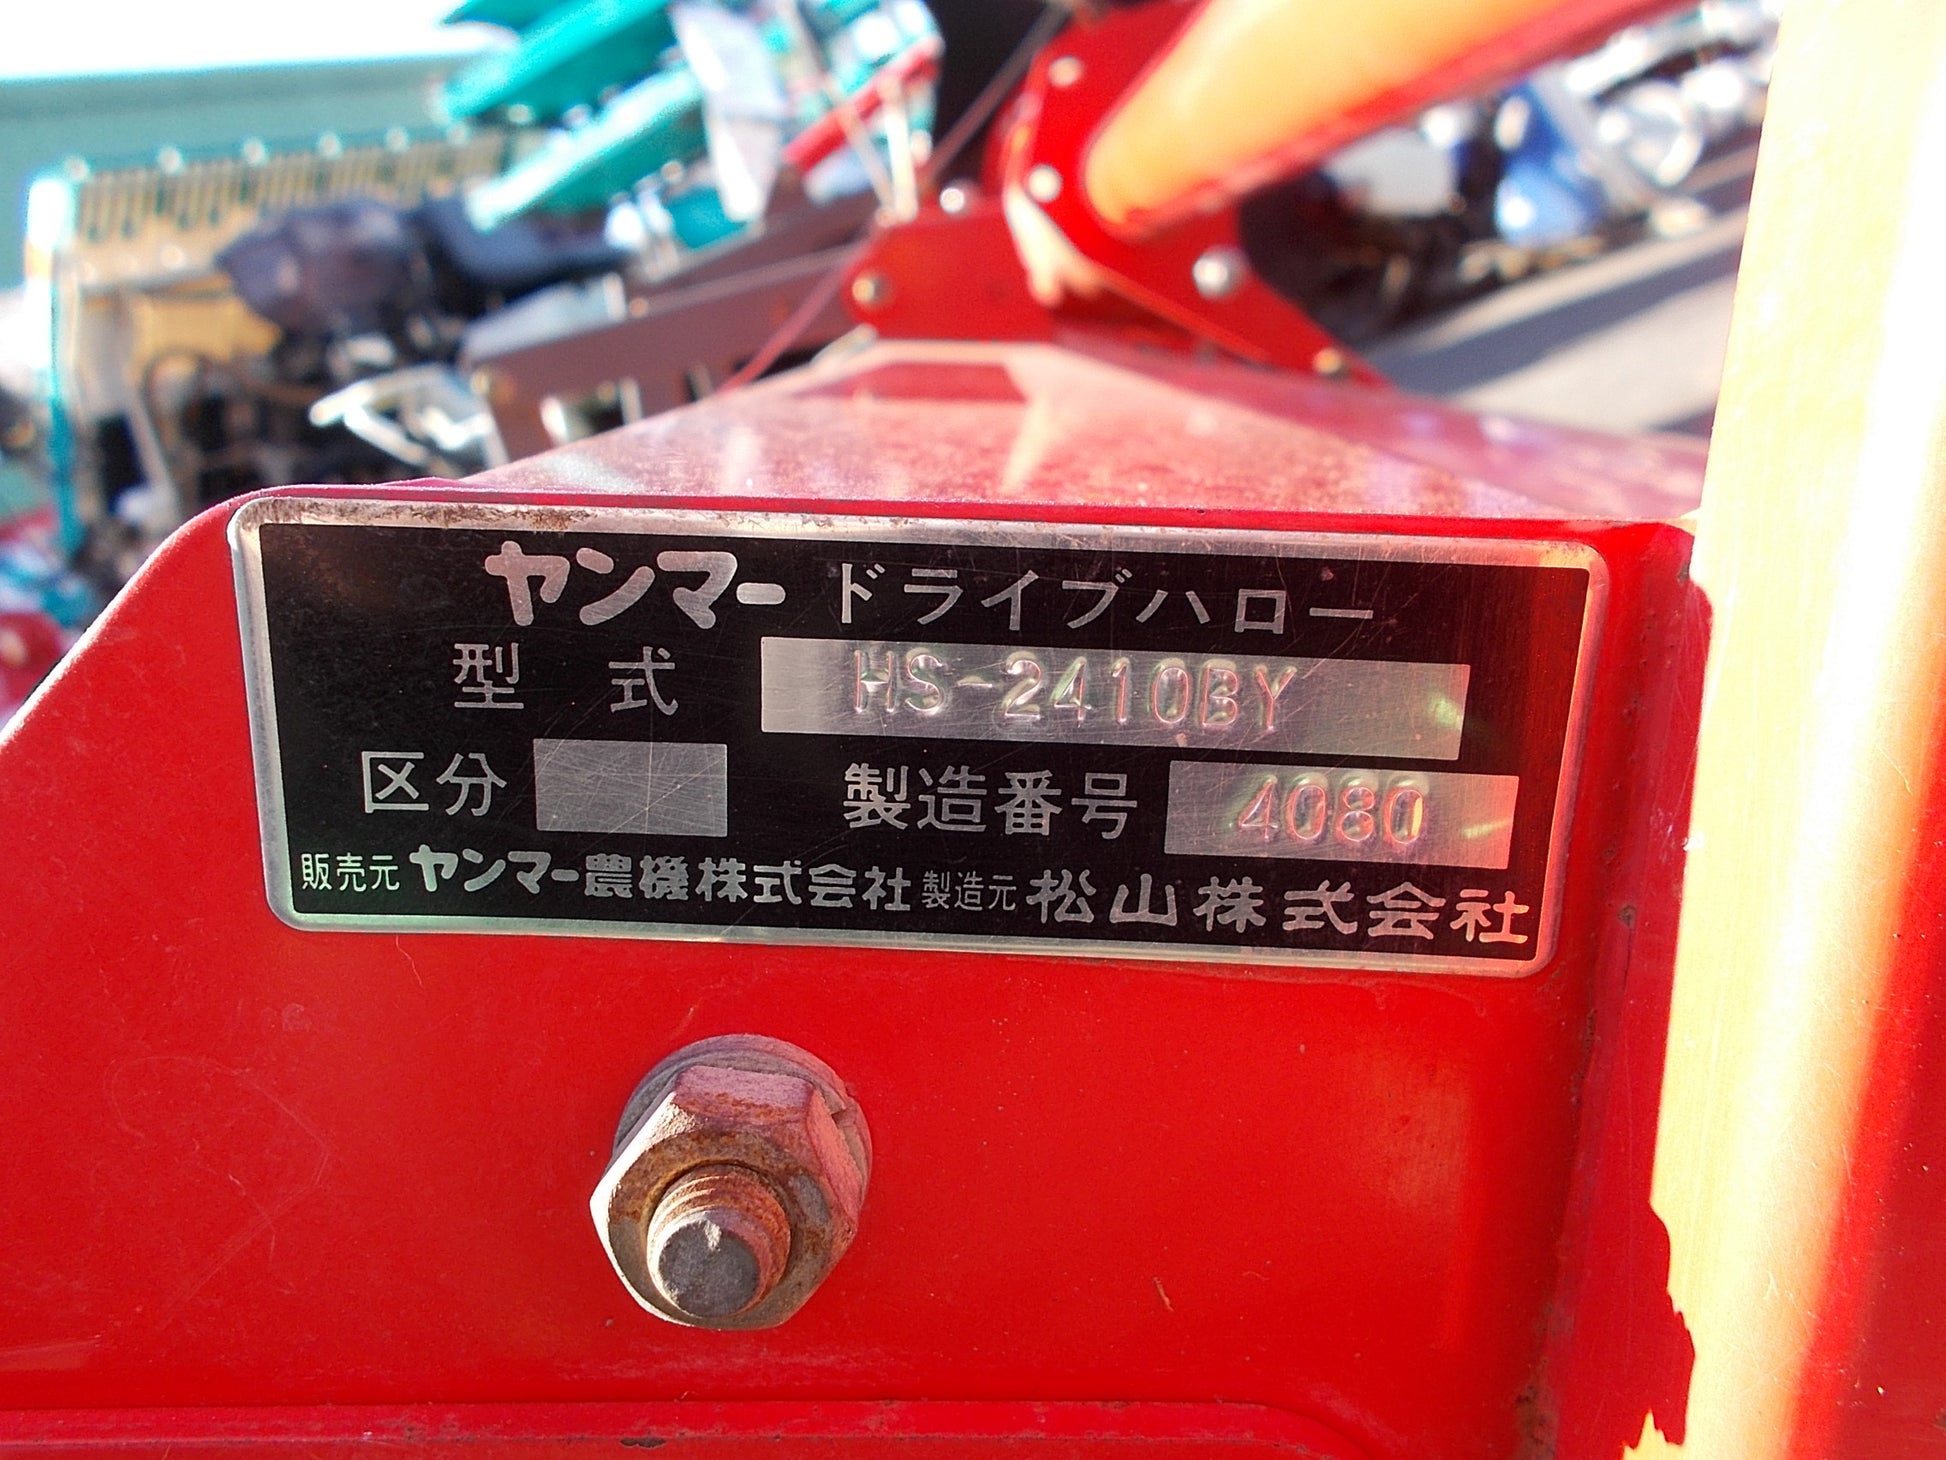 ヤンマー ドライブハロー
型式 HS-2410BY
区分 製造番号 4080
販売元 ヤンマー農機株式会社 製造元 松山株式会社